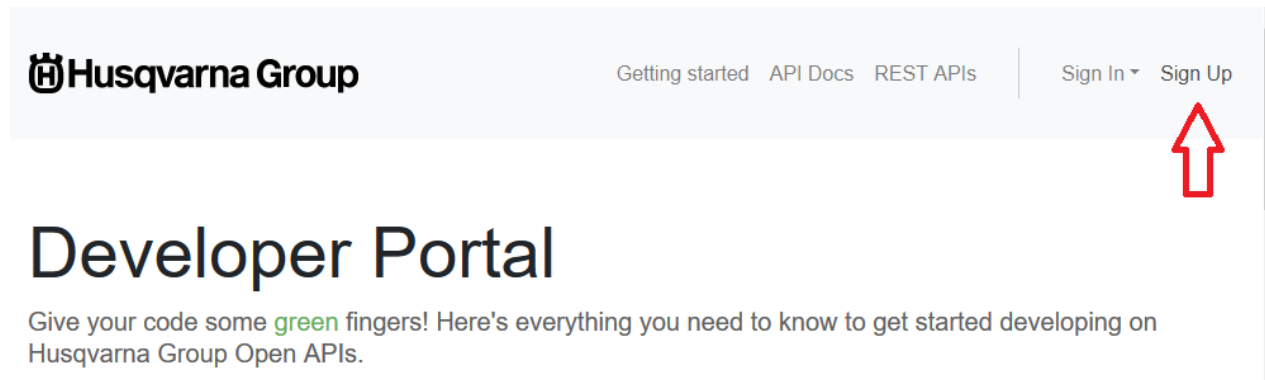 Husqvarna Group
Getting started API Docs REST APIs Sign In Sign Up
Developer Portal
Give your code some green fingers! Here's everything you need to know to get started developing on
Husqvarna Group Open APIs.